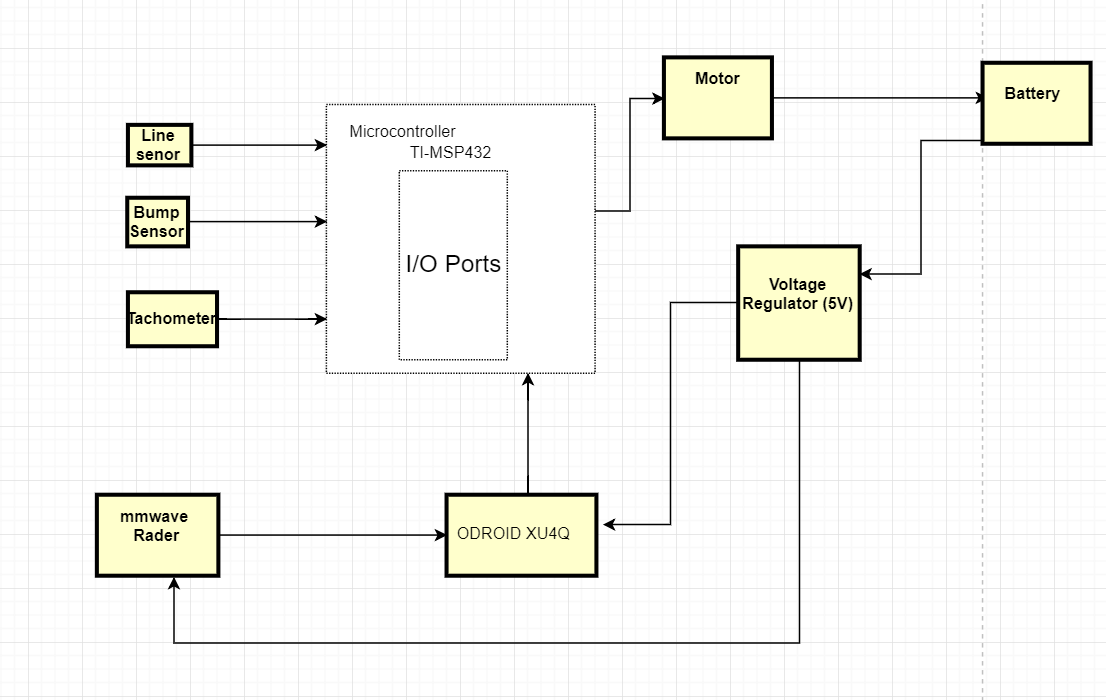 Motor
Battery
Line
senor
Microcontroller
TI-MSP432
Bump
Sensor
I/O Ports
Voltage
Regulator (5V)
Tachometer
mmwave
Rader
ODROID XU4Q